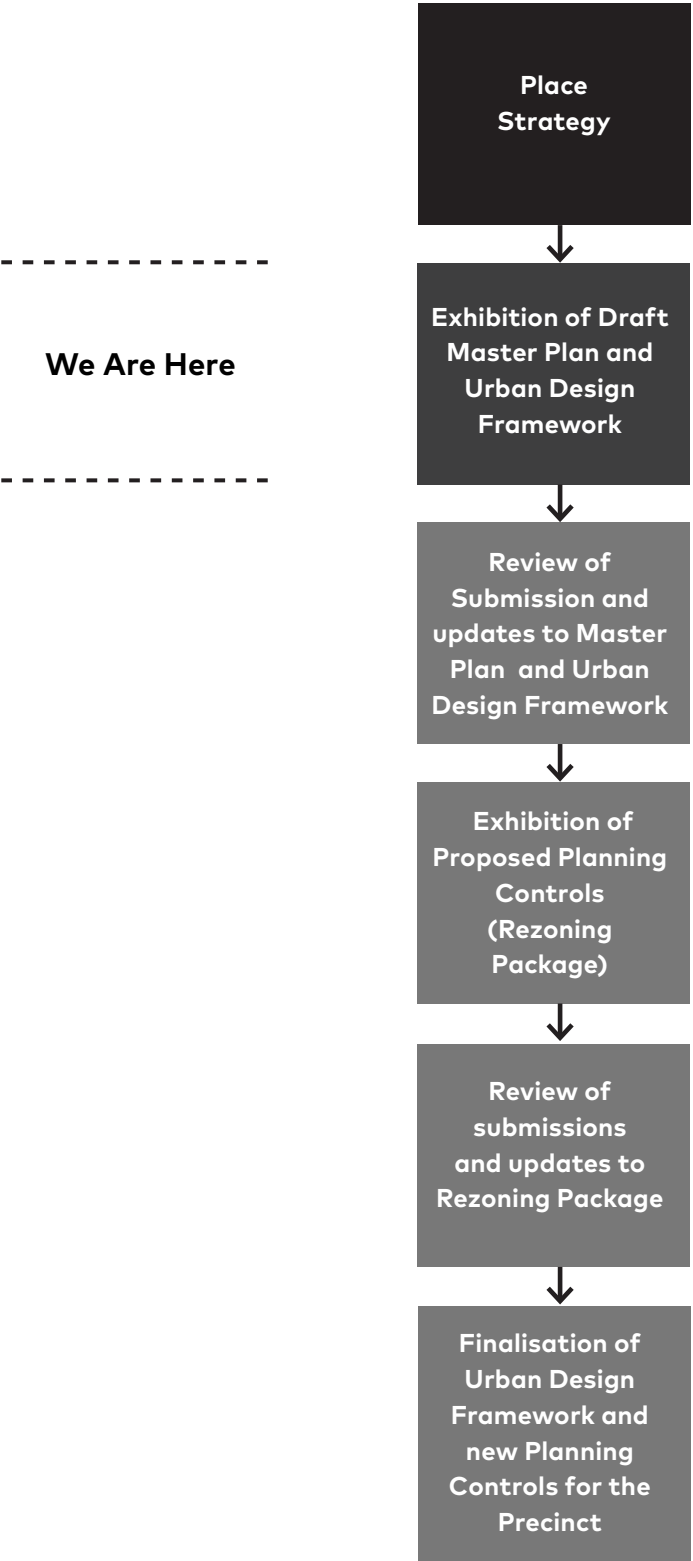 Place
Strategy
We Are Here
Exhibition of Draft
Master Plan and
Urban Design
Framework
Review of
Submission and
updates to Master
Plan and Urban
Design Framework
Exhibition of
Proposed Planning
Controls
(Rezoning
Package)
Review of
submissions
and updates to
Rezoning Package
Finalisation of
Urban Design
Framework and
new Planning
Controls for the
Precinct